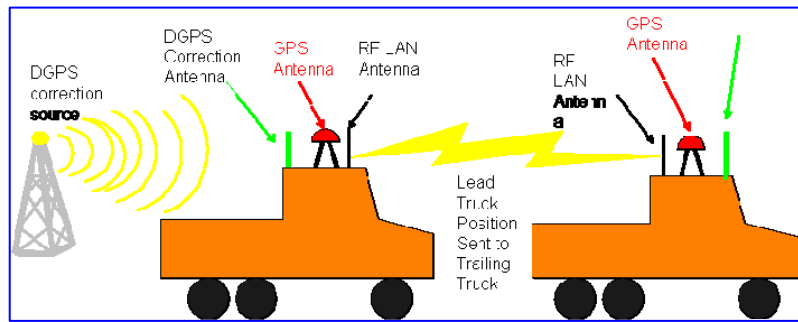 DGPS
correction
source
DGPS
Correction
Antenna
GPS
Antenna
RF LAN
Antenna
Lead
Truck
Position
Sent to
Trailing
Truck
RF
LAN
Antenn
a
GPS
Antenna